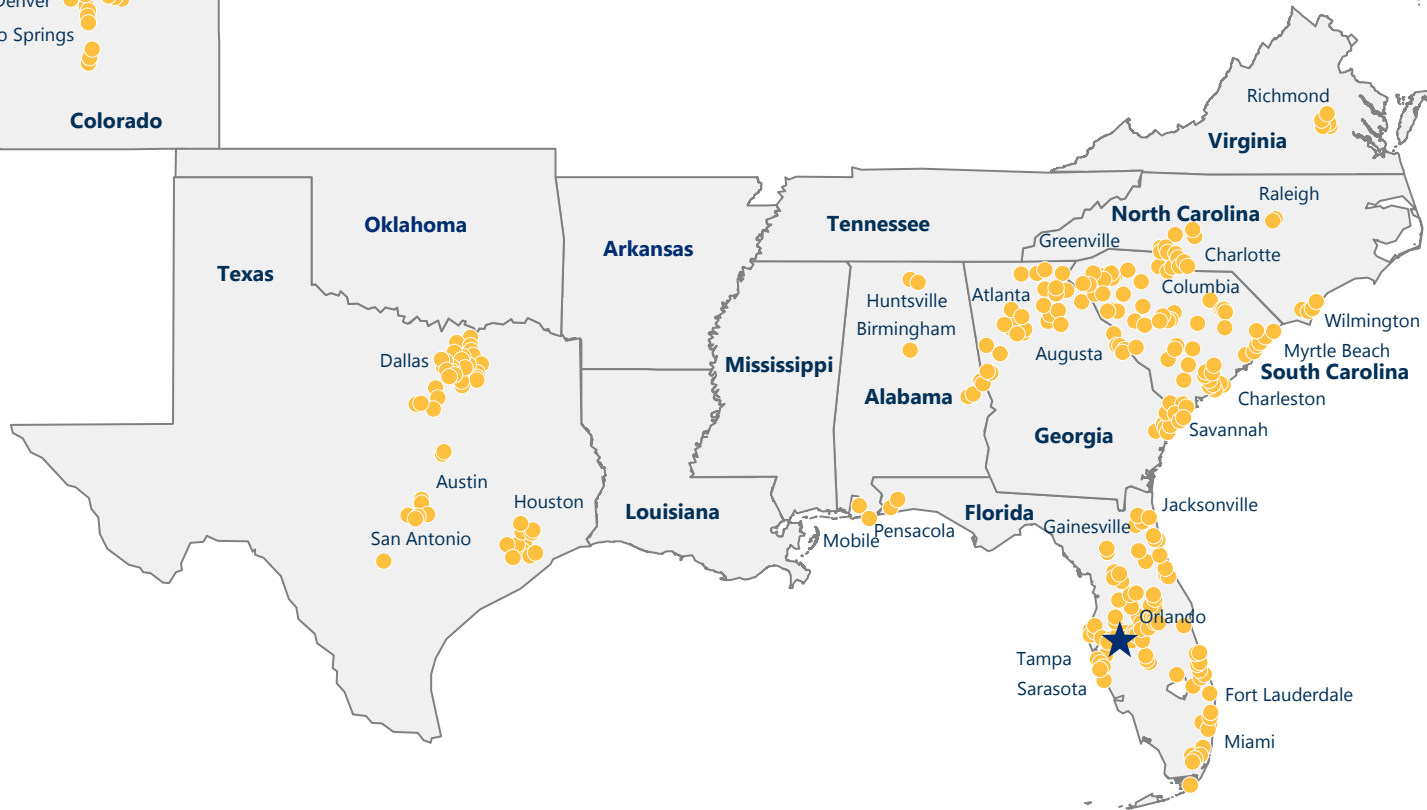 Denver
o Springs
Colorado
Richmond
Virginia
Raleigh
North Carolina
Oklahoma
Tennessee
Greenville
Arkansas
Charlotte
Texas
Columbia
Atlanta
Huntsville
Wilmington
Birmingham
Myrtle Beach
Augusta
Dallas
Mississippi
South Carolina
Alabama
Charleston
Savannah
Georgia
Austin
Houston
Jacksonville
Louisiana
Florida
Gainesville
Pensacola
San Antonio
Mobile
Orlando
Tampa
Sarasota
Fort Lauderdale
Miami